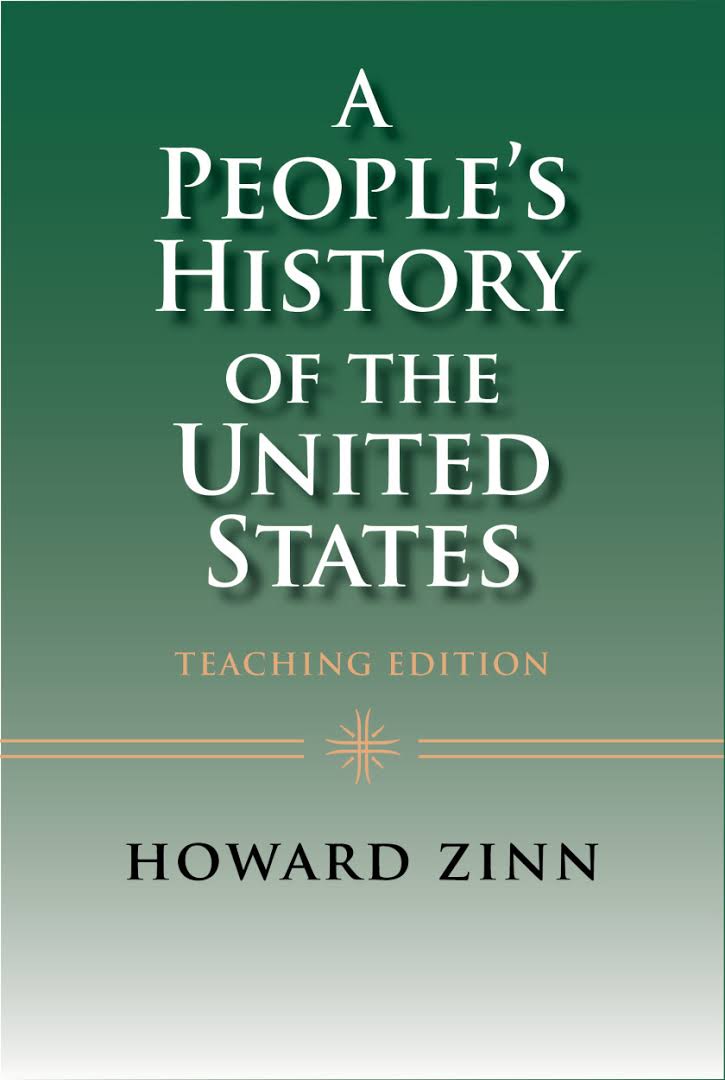 A
PEOPLE’S
HISTORY
OF THE
UNITED
STATES
TEACHING EDITION
HOWARD ZINN